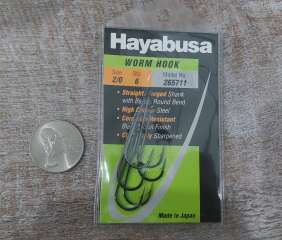 Hayabusa
WORM HOOK
Size
2/0
Qty
6
Model No.
265711
• Straight Forged Shank
with Round Bend
• High Steel
• Resistant
Finish
• Sharpened
Made in Japan